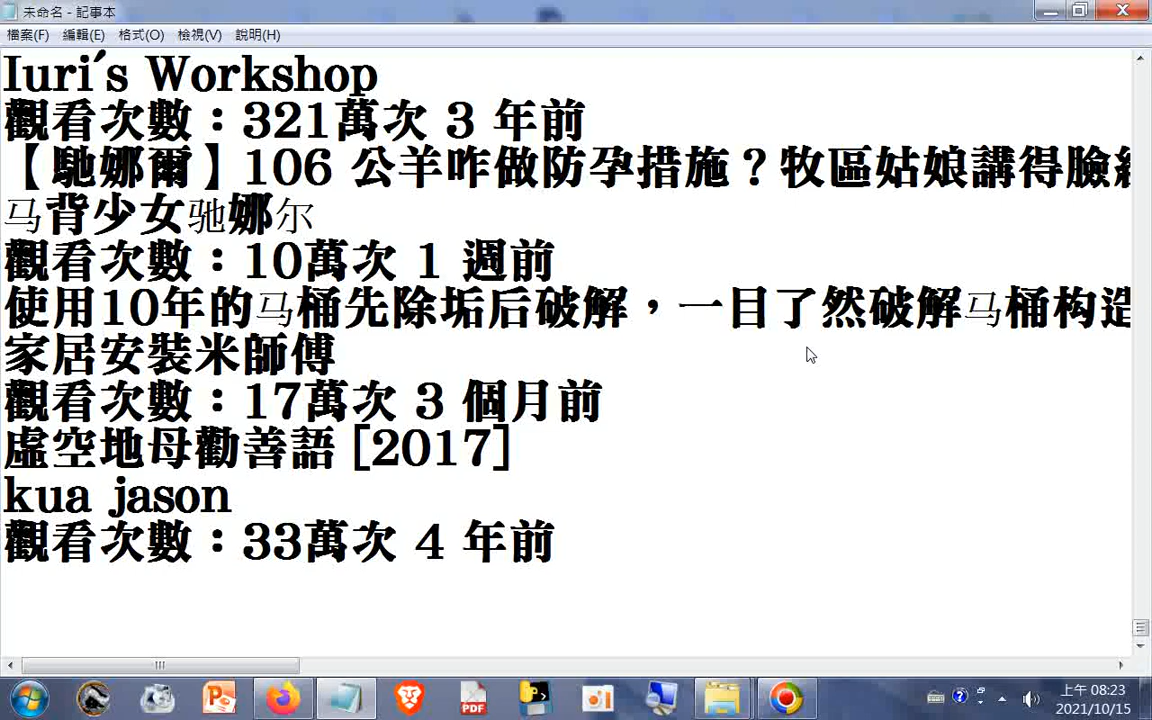 未命名 - 記事本
檔案(F) 編輯(E) 格式(O) 檢視(V) 說明(H)
Iuri's Workshop
觀看次數：321萬次 3 年前
【馳娜爾】106 公羊咋做防孕措施？牧區姑娘講得臉紅
马背少女驰娜尔
觀看次數：10萬次 1 週前
使用10年的马桶先除垢后破解，一目了然破解马桶构造
家居安裝米師傅
觀看次數：17萬次 3 個月前
虛空地母勸善語 [2017]
kua jason
觀看次數：33萬次 4 年前
上午 08:23
2021/10/15